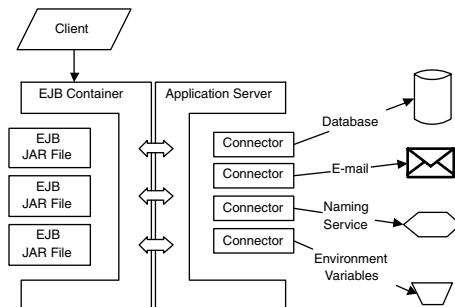 Client
EJB Container
Application Server
EJB
JAR File
EJB
JAR File
EJB
JAR File
Connector
Connector
Connector
Connector
Database
E-mail
Naming
Service
Environment
Variables